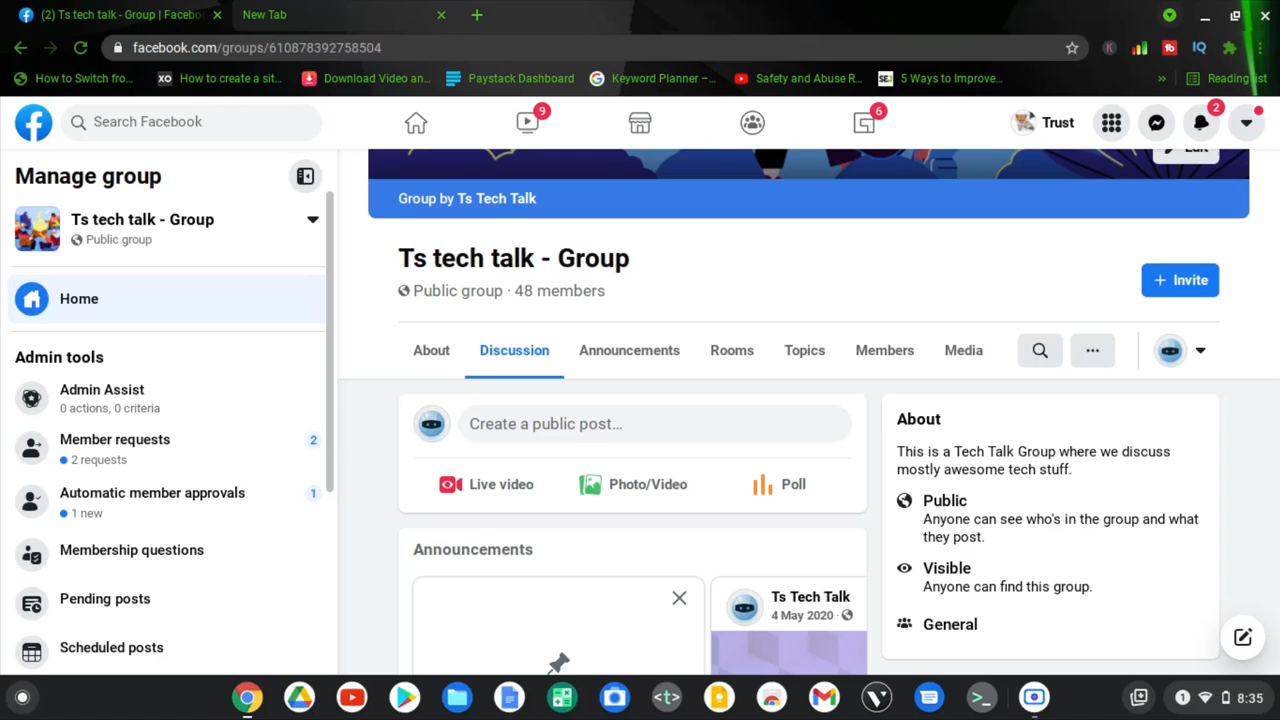 (2) Ts tech talk - Group | Facebo
New Tab
facebook.com/groups/610878392758504
How to Switch fro...
XO How to create a sit...
Download Video an...
Paystack Dashboard
Keyword Planner –...
Safety and Abuse R...
5 Ways to Improve...
»
Reading list
Search Facebook
9
6
Trust
2
Manage group
Ts tech talk - Group
Public group
Home
Admin tools
Admin Assist
0 actions, 0 criteria
Member requests
2
2 requests
Automatic member approvals
1
1 new
Membership questions
Pending posts
Scheduled posts
Edit
Group by Ts Tech Talk
Ts tech talk - Group
Public group · 48 members
+ Invite
About
Discussion
Announcements
Rooms
Topics
Members
Media
Create a public post...
Live video
Photo/Video
Poll
Announcements
Ts Tech Talk
4 May 2020 ·
About
This is a Tech Talk Group where we discuss
mostly awesome tech stuff.
Public
Anyone can see who's in the group and what
they post.
Visible
Anyone can find this group.
General
1
8:35